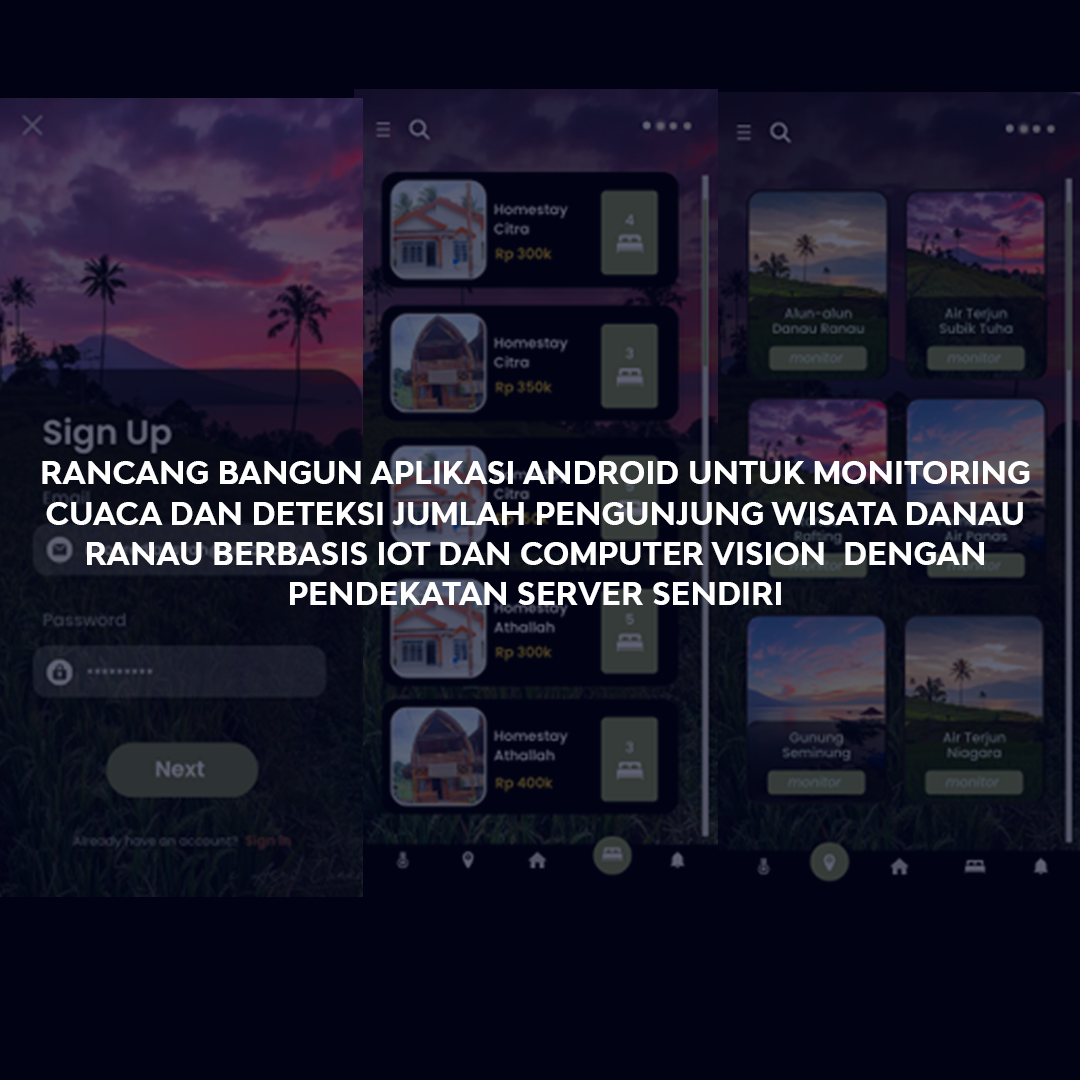 Sign Up
Password
Next
Already have an account? Sign In
Homestay
Citra
Rp 300k
4
Homestay
Citra
Rp 350k
3
Citra
Homestay
Athallah
Rp 300k
5
Homestay
Athallah
Rp 400k
3
Alun-alun
Danau Ranau
monitor
Air Terjun
Subik Tuha
monitor
Rafting
Air Panas
Gunung
Seminung
monitor
Air Terjun
Niagara
monitor
RANCANG BANGUN APLIKASI ANDROID UNTUK MONITORING
CUACA DAN DETEKSI JUMLAH PENGUNJUNG WISATA DANAU
RANAU BERBASIS IOT DAN COMPUTER VISION  DENGAN
PENDEKATAN SERVER SENDIRI